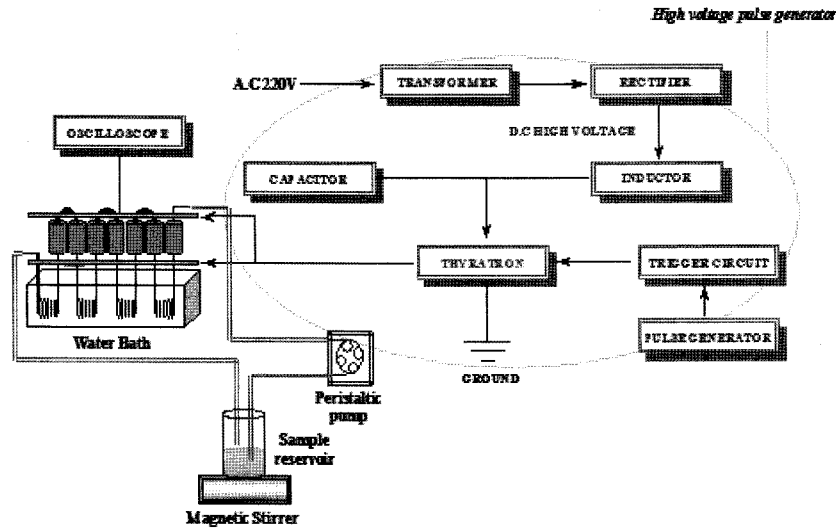 High voltage pulse generator
A.C 220V
TRANSFORMER
RECTIFIER
OSCILLOSCOPE
D.C HIGH VOLTAGE
CAPACITOR
INDUCTOR
THYRATRON
TRIGGER CIRCUIT
Water Bath
PULSE GENERATOR
GROUND
Peristaltic
pump
Sample
reservoir
Magnetic Stirrer